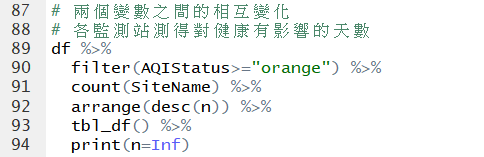 87 # 兩個變數之間的相互變化
88 # 各監測站測得對健康有影響的天數
89 df %>%
90   filter(AQIStatus>="orange") %>%
91   count(SiteName) %>%
92   arrange(desc(n)) %>%
93   tbl_df() %>%
94   print(n=Inf)